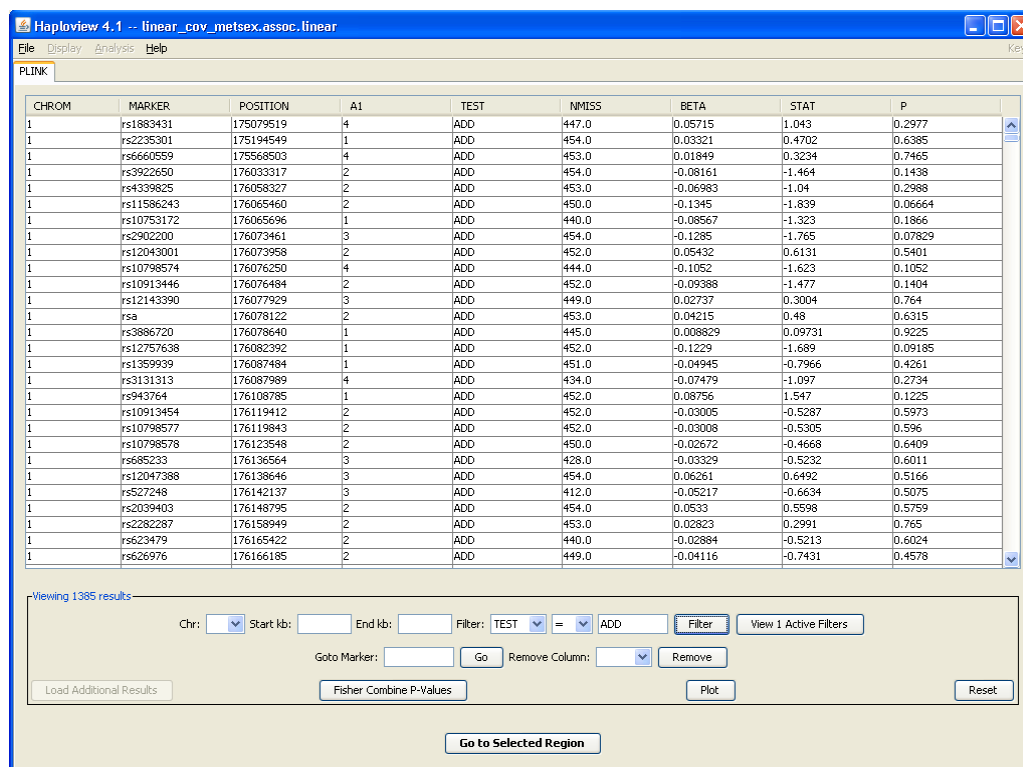 Haploview 4.1 -- linear_cov_metsex.assoc.linear
File Display Analysis Help Key
PLINK
CHROM MARKER POSITION A1 TEST NMISS BETA STAT P
1 rs1883431 175079519 4 ADD 447.0 0.05715 1.043 0.2977
1 rs2235301 175194549 1 ADD 454.0 0.03321 0.4702 0.6385
1 rs6660559 175568503 4 ADD 453.0 0.01849 0.3234 0.7465
1 rs3922650 176033317 2 ADD 454.0 -0.08161 -1.464 0.1438
1 rs4339825 176058327 2 ADD 453.0 -0.06983 -1.04 0.2988
1 rs11586243 176065460 2 ADD 450.0 -0.1345 -1.839 0.06664
1 rs10753172 176065696 1 ADD 440.0 -0.08567 -1.323 0.1866
1 rs2902200 176073461 3 ADD 454.0 -0.1285 -1.765 0.07829
1 rs12043001 176073958 2 ADD 452.0 0.05432 0.6131 0.5401
1 rs10798574 176076250 4 ADD 444.0 -0.1052 -1.623 0.1052
1 rs10913446 176076484 2 ADD 452.0 -0.09388 -1.477 0.1404
1 rs12143390 176077929 3 ADD 449.0 0.02737 0.3004 0.764
1 rsa 176078122 2 ADD 453.0 0.04215 0.48 0.6315
1 rs3886720 176078640 1 ADD 445.0 0.008829 0.09731 0.9225
1 rs12757638 176082392 1 ADD 452.0 -0.1229 -1.689 0.09185
1 rs1359939 176087484 1 ADD 451.0 -0.04945 -0.7966 0.4261
1 rs3131313 176087989 4 ADD 434.0 -0.07479 -1.097 0.2734
1 rs943764 176108785 1 ADD 452.0 0.08756 1.547 0.1225
1 rs10913454 176119412 2 ADD 452.0 -0.03005 -0.5287 0.5973
1 rs10798577 176119843 2 ADD 452.0 -0.03008 -0.5305 0.596
1 rs10798578 176123548 2 ADD 450.0 -0.02672 -0.4668 0.6409
1 rs685233 176136564 3 ADD 428.0 -0.03329 -0.5232 0.6011
1 rs12047388 176138646 3 ADD 454.0 0.06261 0.6492 0.5166
1 rs527248 176142137 3 ADD 412.0 -0.05217 -0.6634 0.5075
1 rs2039403 176148795 2 ADD 454.0 0.0533 0.5598 0.5759
1 rs2282287 176158949 2 ADD 453.0 0.02823 0.2991 0.765
1 rs623479 176165422 2 ADD 440.0 -0.02884 -0.5213 0.6024
1 rs626976 176166185 2 ADD 449.0 -0.04116 -0.7431 0.4578
Viewing 1385 results
Chr: Start kb: End kb: Filter: TEST = ADD Filter View 1 Active Filters
Goto Marker: Go Remove Column: Remove
Load Additional Results Fisher Combine P-Values Plot Reset
Go to Selected Region